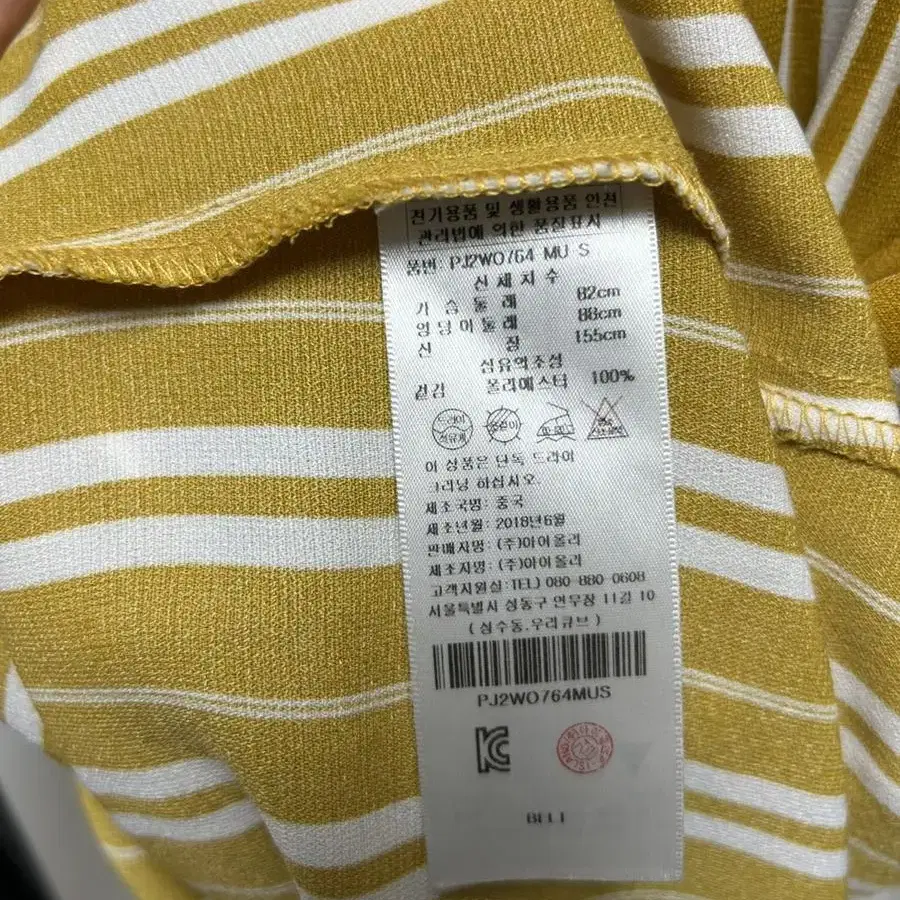 전기용품 및 생활용품 안전
관리법에 의한 품질표시
품번: PJ2WO764 MU S
신체치수
가슴둘레 82cm
엉덩이둘레 88cm
신장 155cm
섬유의조성
겉감 폴리에스터 100%
드라이
석유계
이 상품은 단독 드라이
크리닝 하십시오.
제조국명: 중국
제조년월: 2018년6월
판매자명: (주)아이올리
제조자명: (주)아이올리
고객지원실:TEL) 080-880-0608
서울특별시 성동구 연무장 11길 10
(성수동,우리큐브)
PJ2WO764MUS